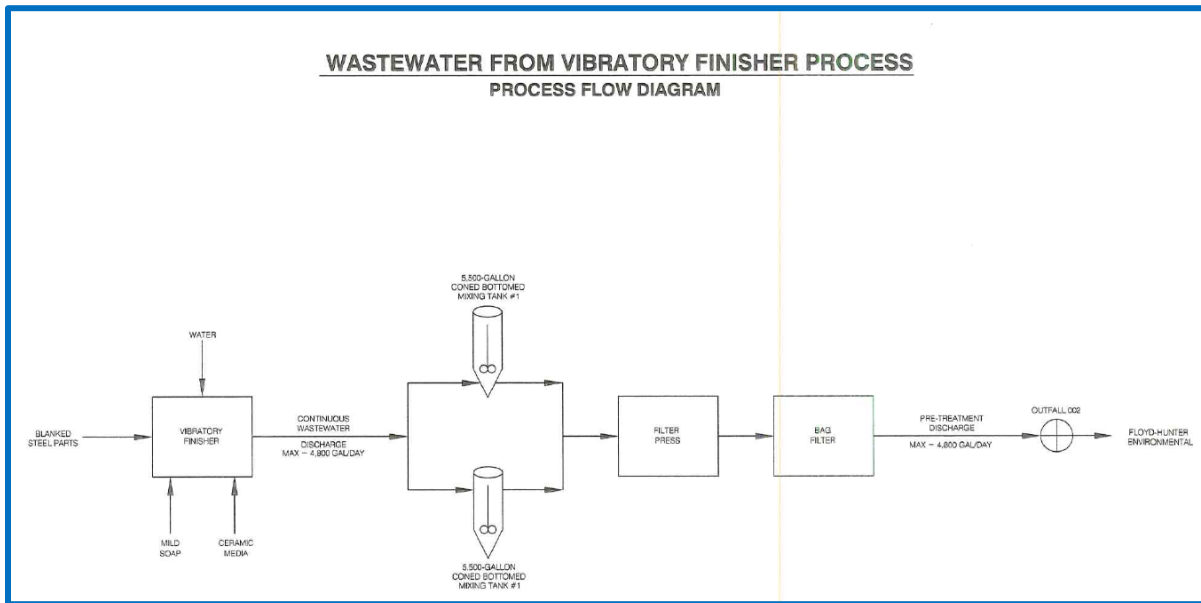 WASTEWATER FROM VIBRATORY FINISHER PROCESS
PROCESS FLOW DIAGRAM
5,500-GALLON
CONED BOTTOMED
MIXING TANK #1
WATER
BLANKED
STEEL PARTS
VIBRATORY
FINISHER
CONTINUOUS
WASTEWATER
DISCHARGE
MAX – 4,800 GAL/DAY
FILTER
PRESS
BAG
FILTER
PRE-TREATMENT
DISCHARGE
MAX – 4,800 GAL/DAY
OUTFALL 002
FLOYD-HUNTER
ENVIRONMENTAL
MILD
SOAP
CERAMIC
MEDIA
5,500-GALLON
CONED BOTTOMED
MIXING TANK #1